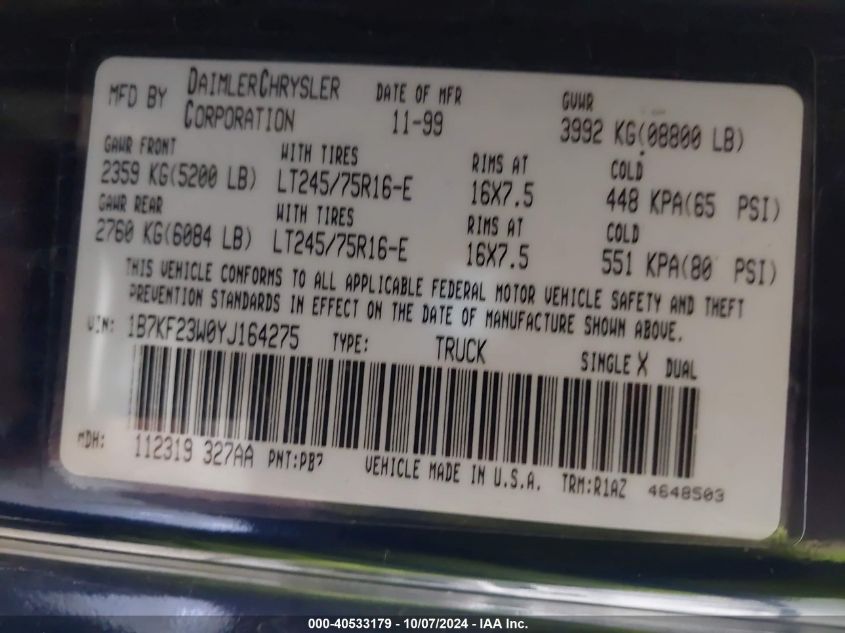 MFD BY DAIMLERCHRYSLER CORPORATION DATE OF MFR 11-99 GVWR 3992 KG(08800 LB)
GAWR FRONT WITH TIRES RIMS AT COLD
2359 KG(5200 LB) LT245/75R16-E 16X7.5 448 KPA(65 PSI)
GAWR REAR WITH TIRES RIMS AT COLD
2760 KG(6084 LB) LT245/75R16-E 16X7.5 551 KPA(80 PSI)
THIS VEHICLE CONFORMS TO ALL APPLICABLE FEDERAL MOTOR VEHICLE SAFETY AND THEFT
PREVENTION STANDARDS IN EFFECT ON THE DATE OF MANUFACTURE SHOWN ABOVE.
VIN: 1B7KF23W0YJ164275 TYPE: TRUCK SINGLE X DUAL
MDH: 112319 327AA PNT:PB7 VEHICLE MADE IN U.S.A. TRM:R1AZ 4648503
000-40533179 - 10/07/2024 - IAA Inc.